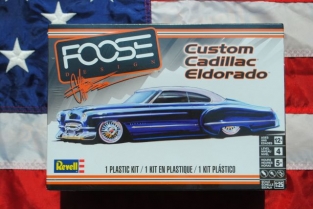 FOOSE
DESIGN
Custom
Cadillac
Eldorado
Revell
1 PLASTIC KIT / 1 KIT EN PLASTIQUE / 1 KIT PLÁSTICO